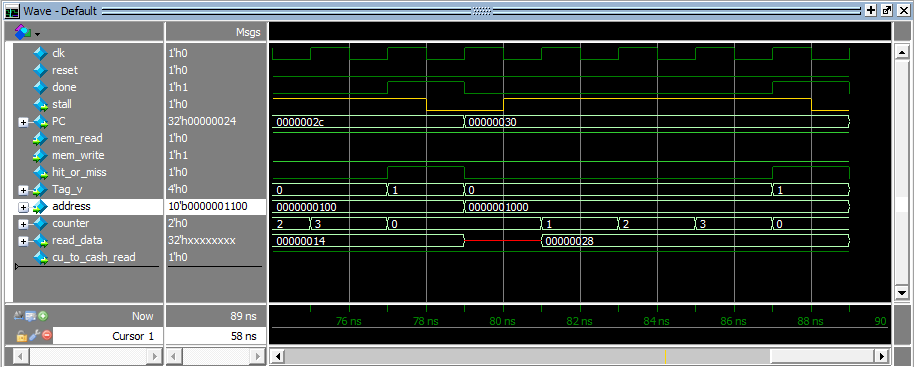 Wave - Default
Msgs
clk 1'h0
reset 1'h0
done 1'h1
stall 1'h0
PC 32'h00000024 0000002c 00000030
mem_read 1'h0
mem_write 1'h1
hit_or_miss 1'h0
Tag_v 4'h0 0 1 0 1
address 10'b0000001100 0000000100 0000001000
counter 2'h0 2 3 0 1 2 3 0
read_data 32'hxxxxxxxx 00000014 00000028
cu_to_cash_read 1'h0
Now 89 ns 76 ns 78 ns 80 ns 82 ns 84 ns 86 ns 88 ns 90
Cursor 1 58 ns